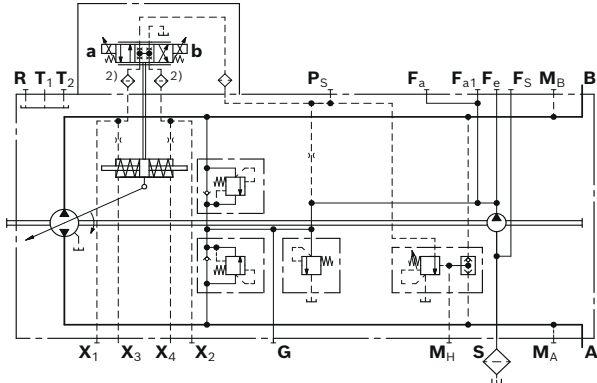 a b
2) 2)
R T1 T2 PS Fa Fa1 Fe FS MB B
X1 X3 X4 X2 G MH S MA A